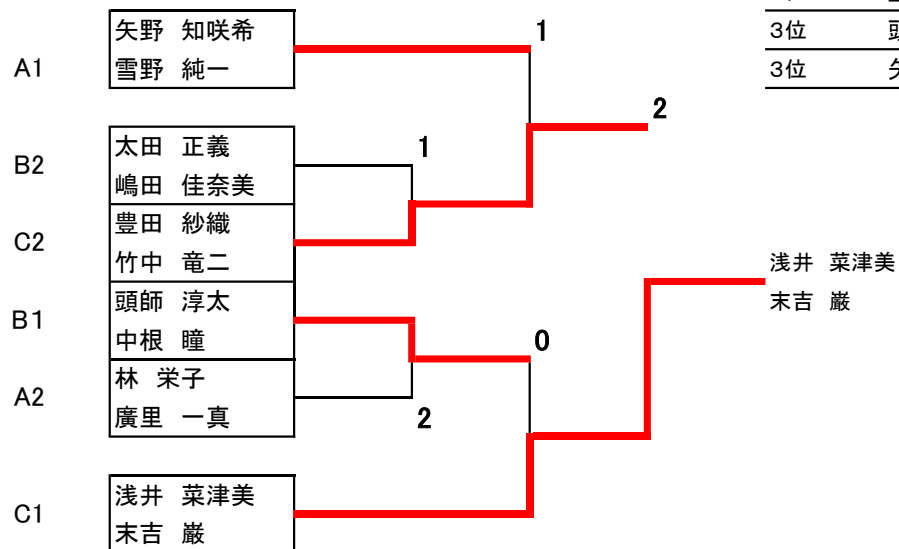 3位 頭
3位 矢
A1
矢野 知咲希
雪野 純一
1
2
B2
太田 正義
嶋田 佳奈美
1
C2
豊田 紗織
竹中 竜二
浅井 菜津美
末吉 巌
B1
頭師 淳太
中根 瞳
0
A2
林 栄子
廣里 一真
2
C1
浅井 菜津美
末吉 巌